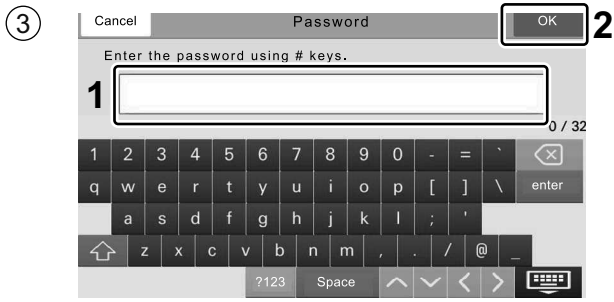 3
Cancel Password OK 2
Enter the password using # keys.
1
0 / 32
1 2 3 4 5 6 7 8 9 0 - = `
q w e r t y u i o p [ ] \ enter
a s d f g h j k l ; '
z x c v b n m , . / @ _
?123 Space